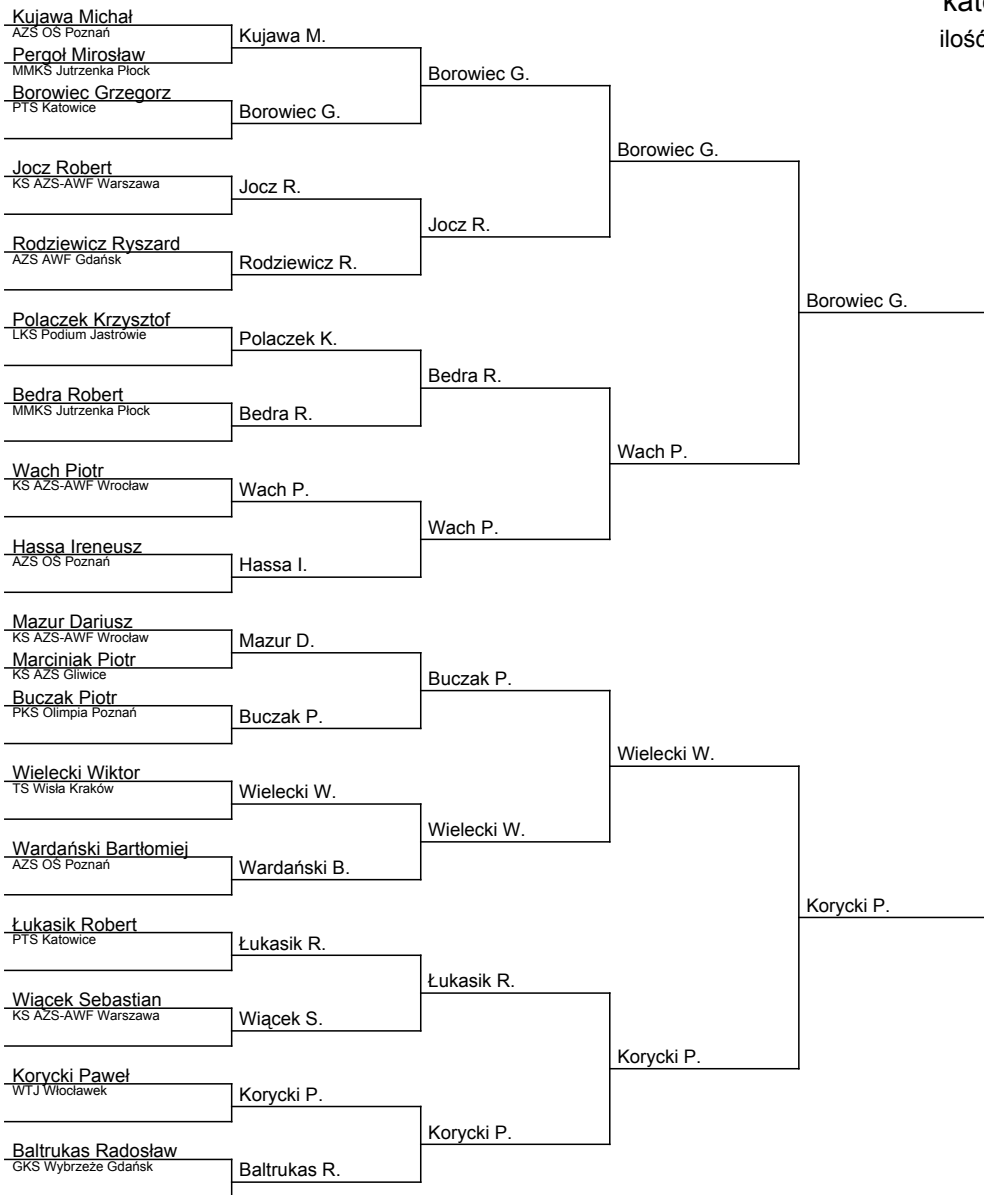 kate
ilość
Kujawa Michał
AZS OŚ Poznań
Kujawa M.
Pergoł Mirosław
MMKS Jutrzenka Płock
Borowiec G.
Borowiec Grzegorz
PTS Katowice
Borowiec G.
Borowiec G.
Jocz Robert
KS AZS-AWF Warszawa
Jocz R.
Jocz R.
Rodziewicz Ryszard
AZS AWF Gdańsk
Rodziewicz R.
Borowiec G.
Polaczek Krzysztof
LKS Podium Jastrowie
Polaczek K.
Bedra R.
Bedra Robert
MMKS Jutrzenka Płock
Bedra R.
Wach P.
Wach Piotr
KS AZS-AWF Wrocław
Wach P.
Wach P.
Hassa Ireneusz
AZS OŚ Poznań
Hassa I.
Mazur Dariusz
KS AZS-AWF Wrocław
Mazur D.
Marciniak Piotr
KS AZS Gliwice
Buczak P.
Buczak Piotr
PKS Olimpia Poznań
Buczak P.
Wielecki W.
Wielecki Wiktor
TS Wisła Kraków
Wielecki W.
Wielecki W.
Wardański Bartłomiej
AZS OŚ Poznań
Wardański B.
Korycki P.
Łukasik Robert
PTS Katowice
Łukasik R.
Łukasik R.
Wiącek Sebastian
KS AZS-AWF Warszawa
Wiącek S.
Korycki P.
Korycki Paweł
WTJ Włocławek
Korycki P.
Korycki P.
Baltrukas Radosław
GKS Wybrzeże Gdańsk
Baltrukas R.